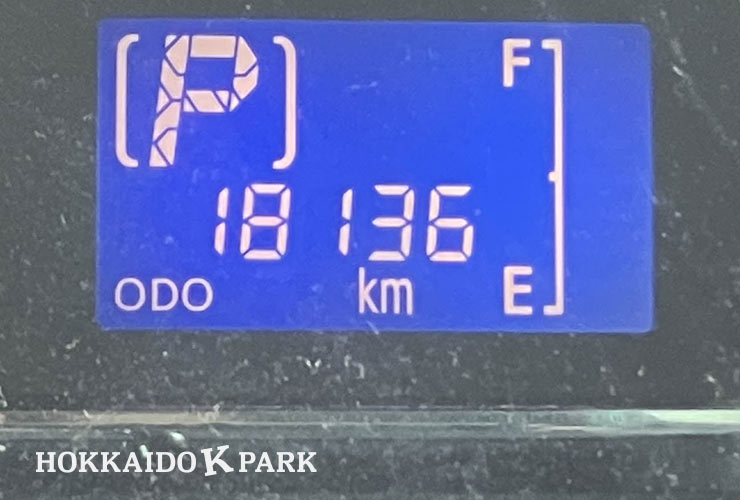 (P)
F
18136
ODO km E
HOKKAIDO K PARK